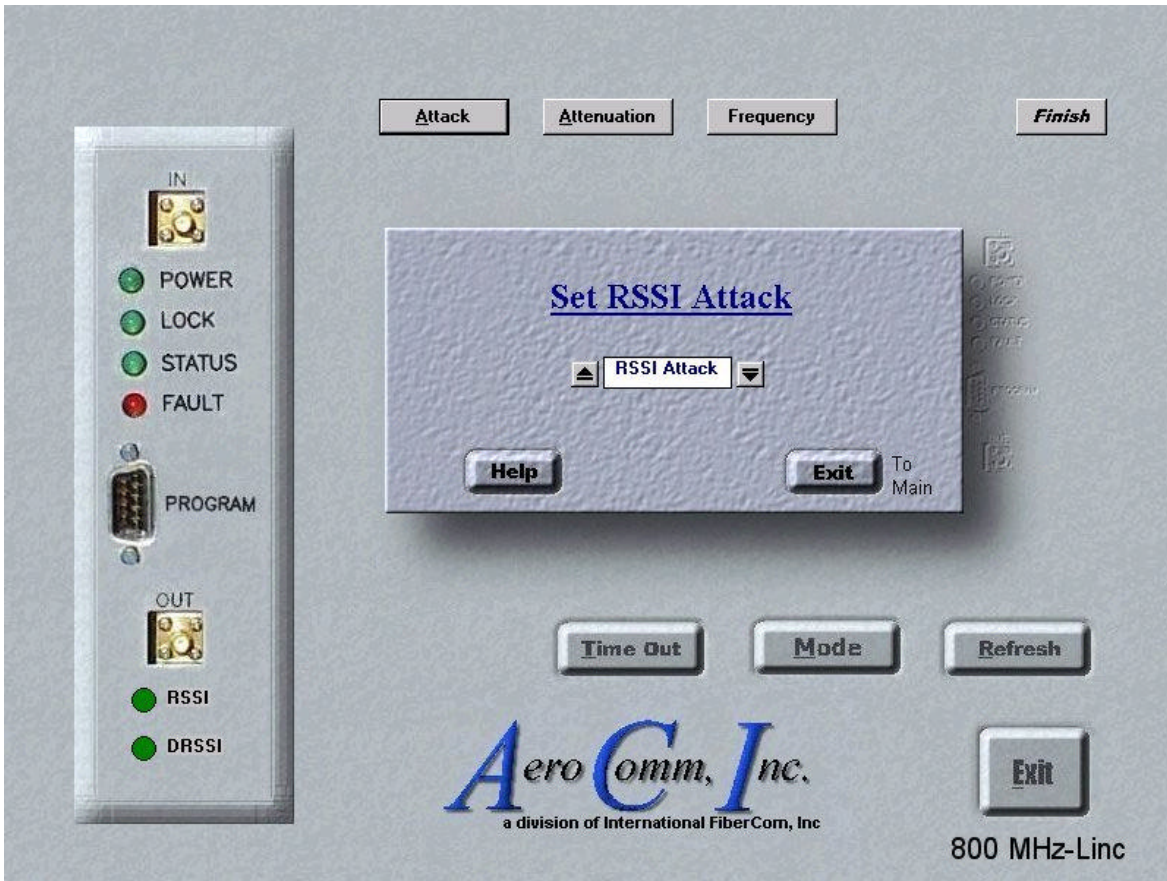 Attack
Attenuation
Frequency
Finish
IN
POWER
LOCK
STATUS
FAULT
PROGRAM
OUT
RSSI
DRSSI
Set RSSI Attack
RSSI Attack
Help
Exit
To
Main
Time Out
Mode
Refresh
Aero Comm, Inc.
a division of International FiberCom, Inc
Exit
800 MHz-Linc